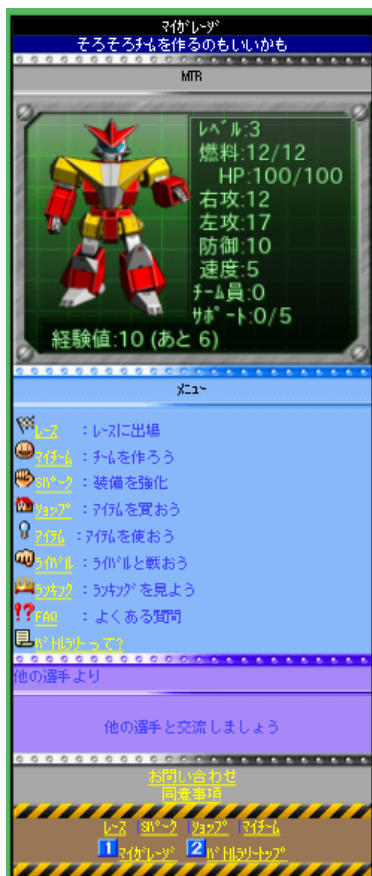 マイガレージ
そろそろチームを作るのもいいかも
MTR
レベル:3
燃料:12/12
HP:100/100
右攻:12
左攻:17
防御:10
速度:5
チーム員:0
サポート:0/5
経験値:10 (あと 6)
メニュー
レース :レースに出場
マイチーム :チームを作ろう
SPパーク :装備を強化
ショップ :アイテムを買おう
アイテム :アイテムを使おう
ライバル :ライバルと戦おう
ランキング :ランキングを見よう
FAQ :よくある質問
バトルラリーって?
他の選手より
他の選手と交流しましょう
お問い合わせ
同意事項
レース |SPパーク |ショップ |マイチーム
1 マイガレージ 2 バトルラリートップ